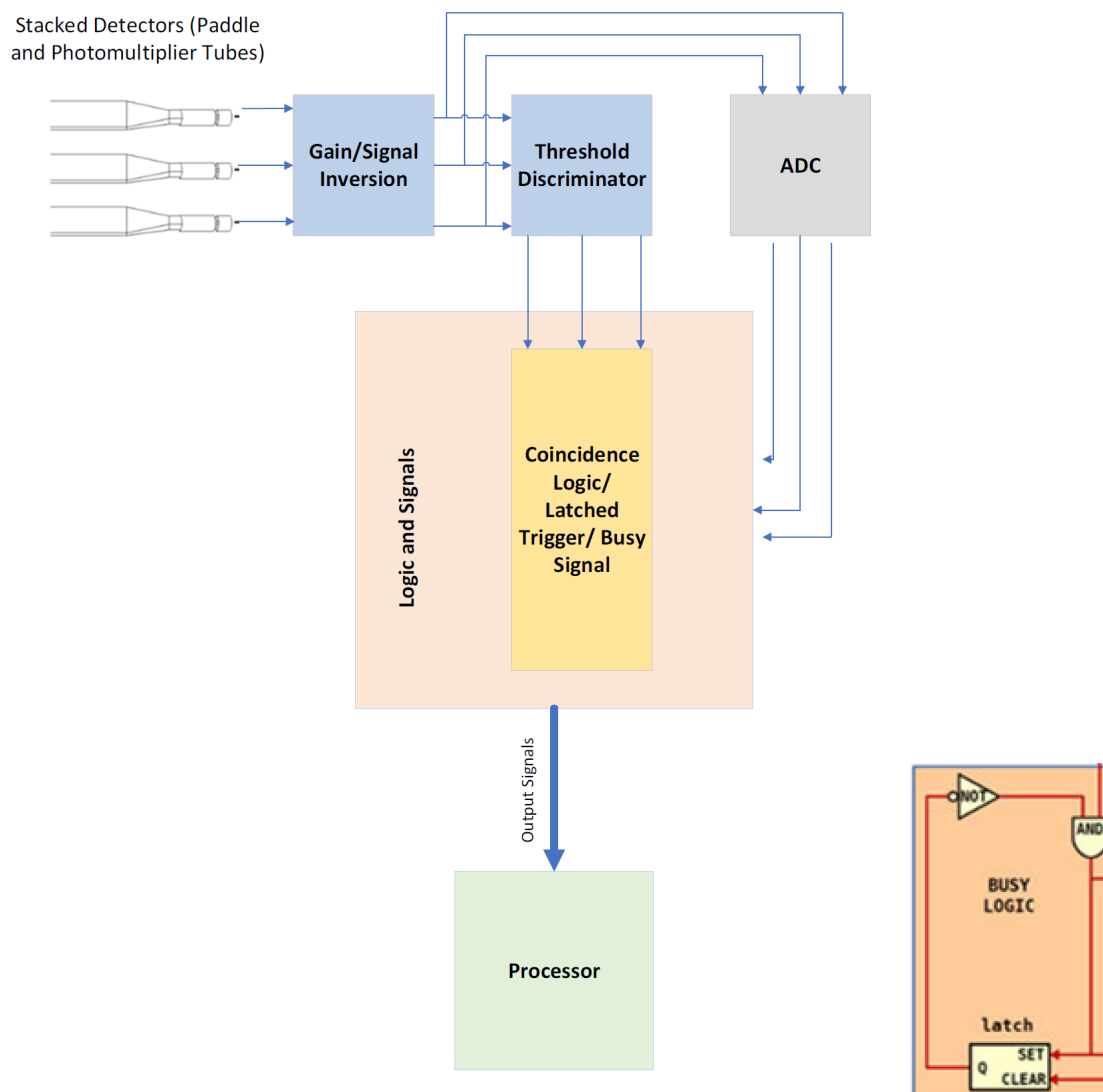 Stacked Detectors (Paddle
and Photomultiplier Tubes)
Gain/Signal
Inversion
Threshold
Discriminator
ADC
Logic and Signals
Coincidence
Logic/
Latched
Trigger/ Busy
Signal
Output Signals
Processor
NOT
AND
BUSY
LOGIC
latch
Q
SET
CLEAR